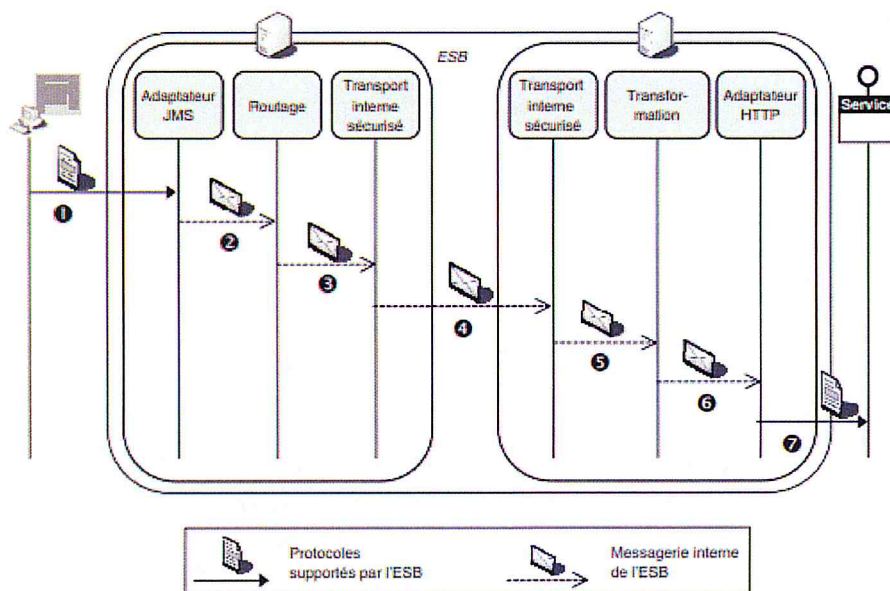 ESB
Adaptateur
JMS
Routage
Transport
interne
sécurisé
Transport
interne
sécurisé
Transfor-
mation
Adaptateur
HTTP
Service
1
2
3
4
5
6
7
Protocoles
supportés par l'ESB
Messagerie interne
de l'ESB